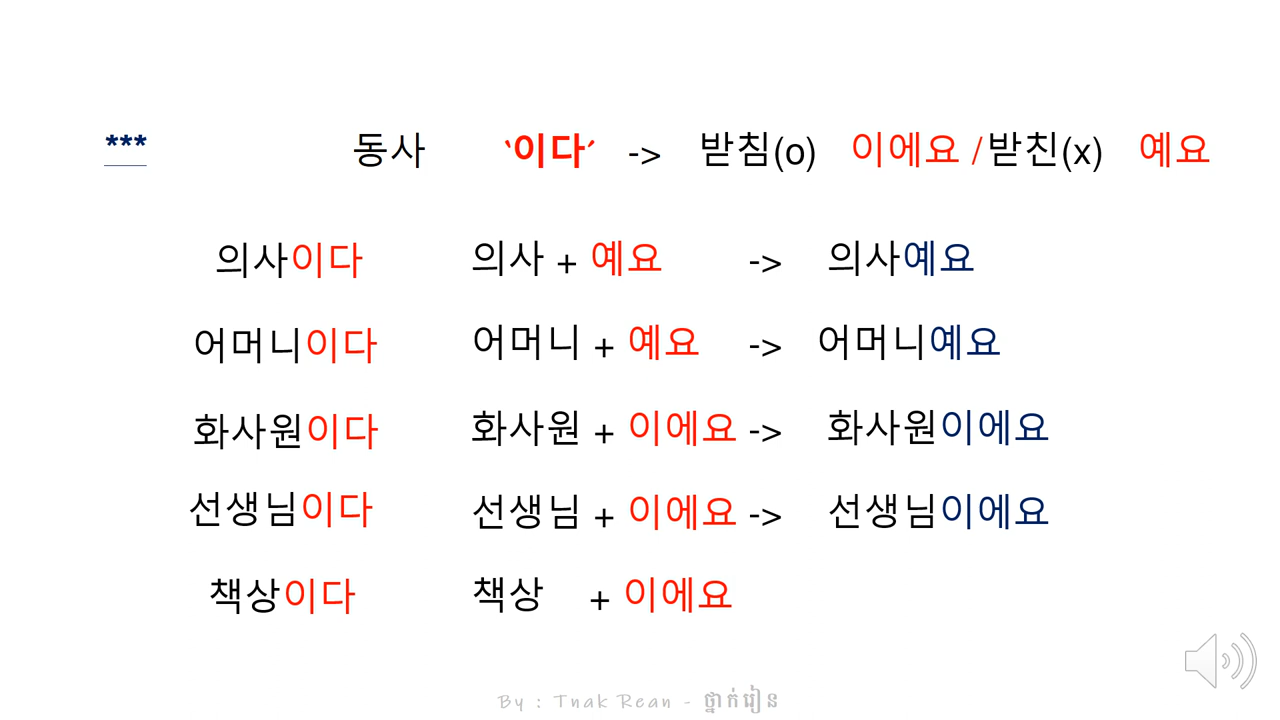 *** 동사 '이다' -> 받침(o) 이에요 / 받친(x) 예요
의사이다 의사 + 예요 -> 의사예요
어머니이다 어머니 + 예요 -> 어머니예요
화사원이다 화사원 + 이에요 -> 화사원이에요
선생님이다 선생님 + 이에요 -> 선생님이에요
책상이다 책상 + 이에요
By : Tnak Rean - ថ្នាក់រៀន